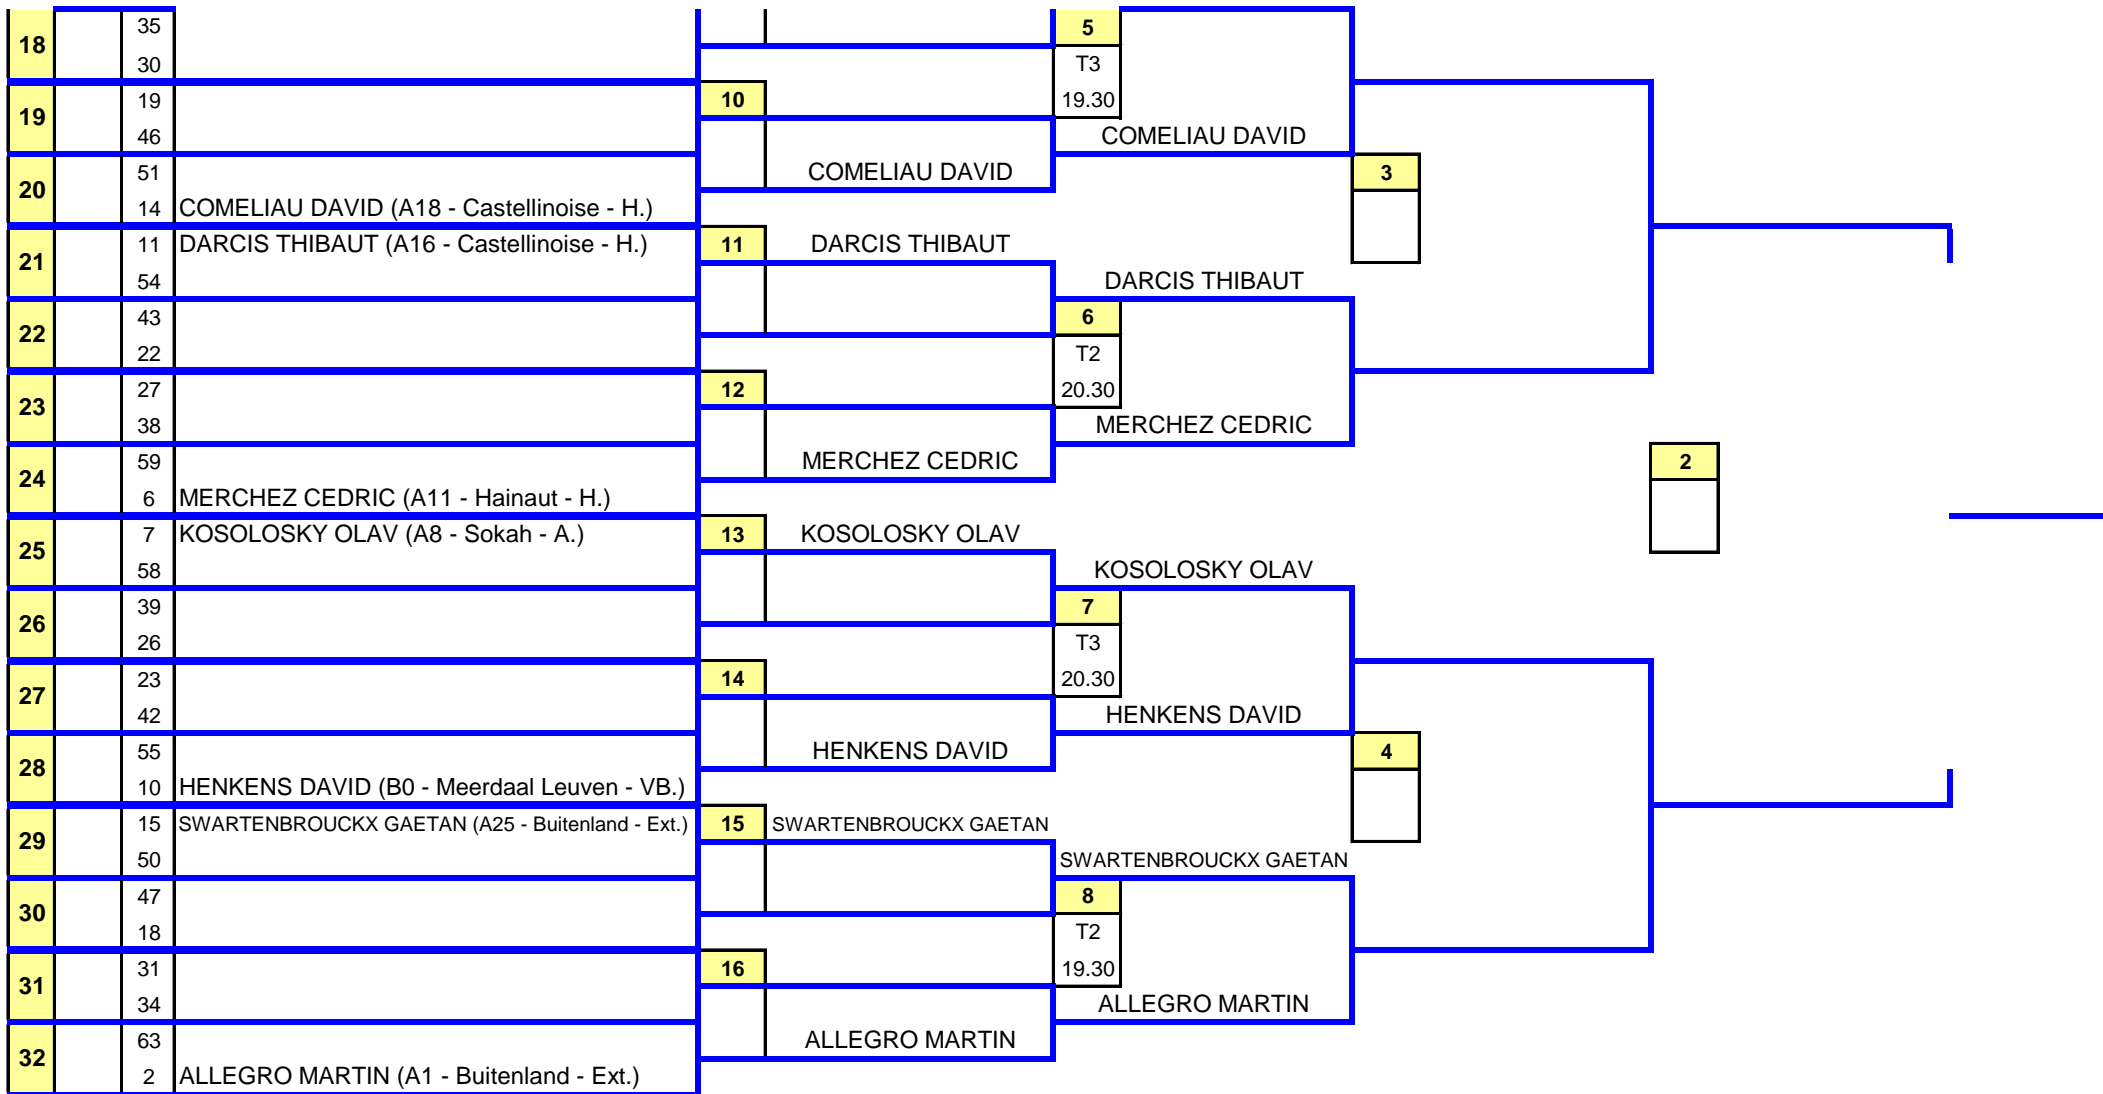 18
35
5
30
T3
19
19
10
19.30
46
COMELIAU DAVID
20
51
COMELIAU DAVID
3
14 COMELIAU DAVID (A18 - Castellinoise - H.)
21
11 DARCIS THIBAUT (A16 - Castellinoise - H.)
11
DARCIS THIBAUT
54
DARCIS THIBAUT
22
43
6
22
T2
23
27
12
20.30
38
MERCHEZ CEDRIC
24
59
MERCHEZ CEDRIC
2
6 MERCHEZ CEDRIC (A11 - Hainaut - H.)
25
7 KOSOLOSKY OLAV (A8 - Sokah - A.)
13
KOSOLOSKY OLAV
58
KOSOLOSKY OLAV
26
39
7
26
T3
27
23
14
20.30
42
HENKENS DAVID
28
55
HENKENS DAVID
4
10 HENKENS DAVID (B0 - Meerdaal Leuven - VB.)
29
15 SWARTENBROUCKX GAETAN (A25 - Buitenland - Ext.)
15
SWARTENBROUCKX GAETAN
50
SWARTENBROUCKX GAETAN
30
47
8
18
T2
31
31
16
19.30
34
ALLEGRO MARTIN
32
63
ALLEGRO MARTIN
2 ALLEGRO MARTIN (A1 - Buitenland - Ext.)